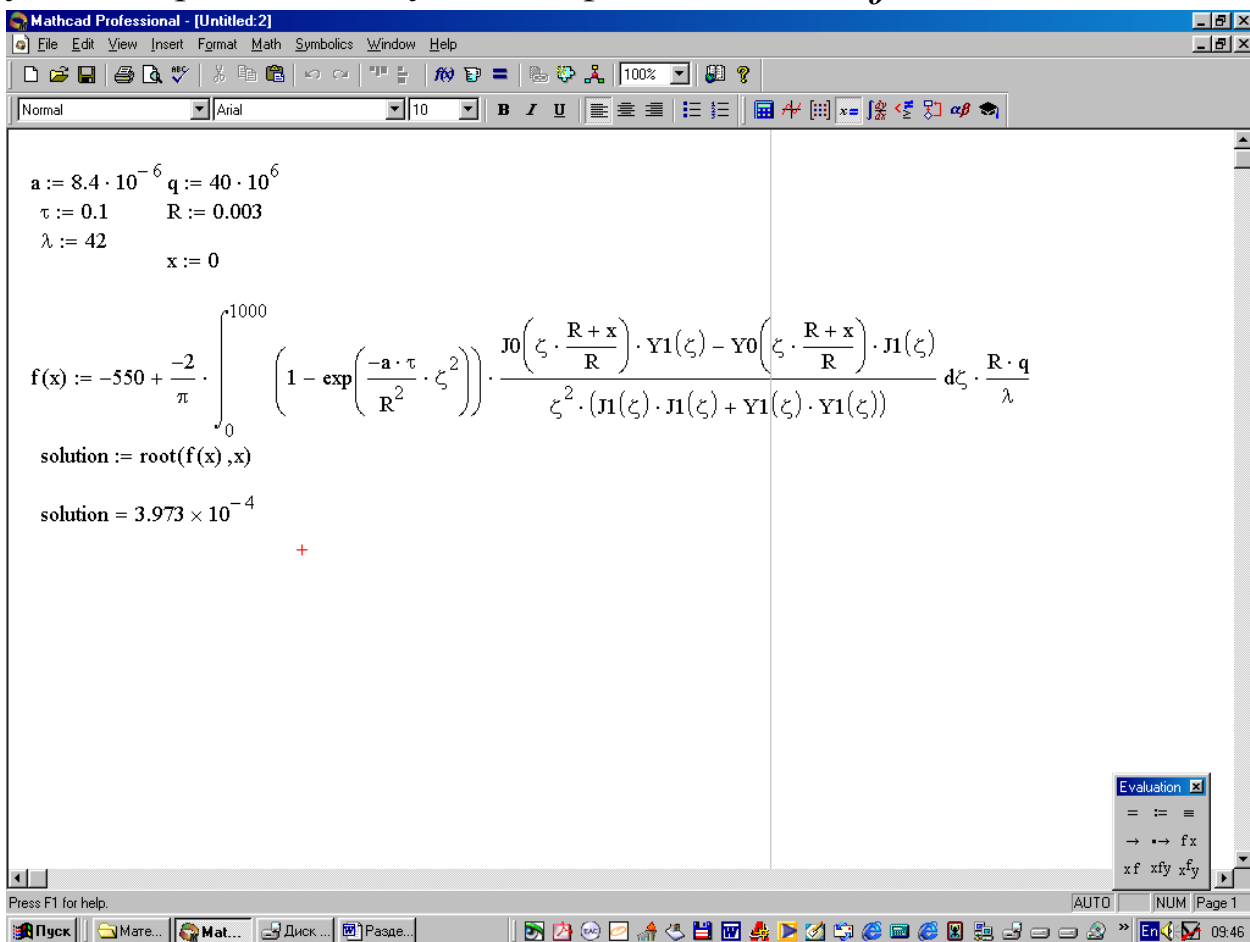 Mathcad Professional - [Untitled:2]
File Edit View Insert Format Math Symbolics Window Help
100%
Normal Arial 10 B I U
a := 8.4 · 10^-6 q := 40 · 10^6
τ := 0.1 R := 0.003
λ := 42
x := 0
f(x) := -550 + -2/π · ∫_0^1000 (1 - exp(-a · τ/R^2 · ζ^2)) · (J0(ζ · (R + x)/R) · Y1(ζ) - Y0(ζ · (R + x)/R) · J1(ζ))/(ζ^2 · (J1(ζ) · J1(ζ) + Y1(ζ) · Y1(ζ))) dζ · (R · q)/λ
solution := root(f(x) ,x)
solution = 3.973 × 10^-4
Evaluation
= := ≡
→ ▪→ fx
xf xfy x^f y
Press F1 for help. AUTO NUM Page 1
Пуск Мате... Mat... Диск ... Разде... » En 09:46